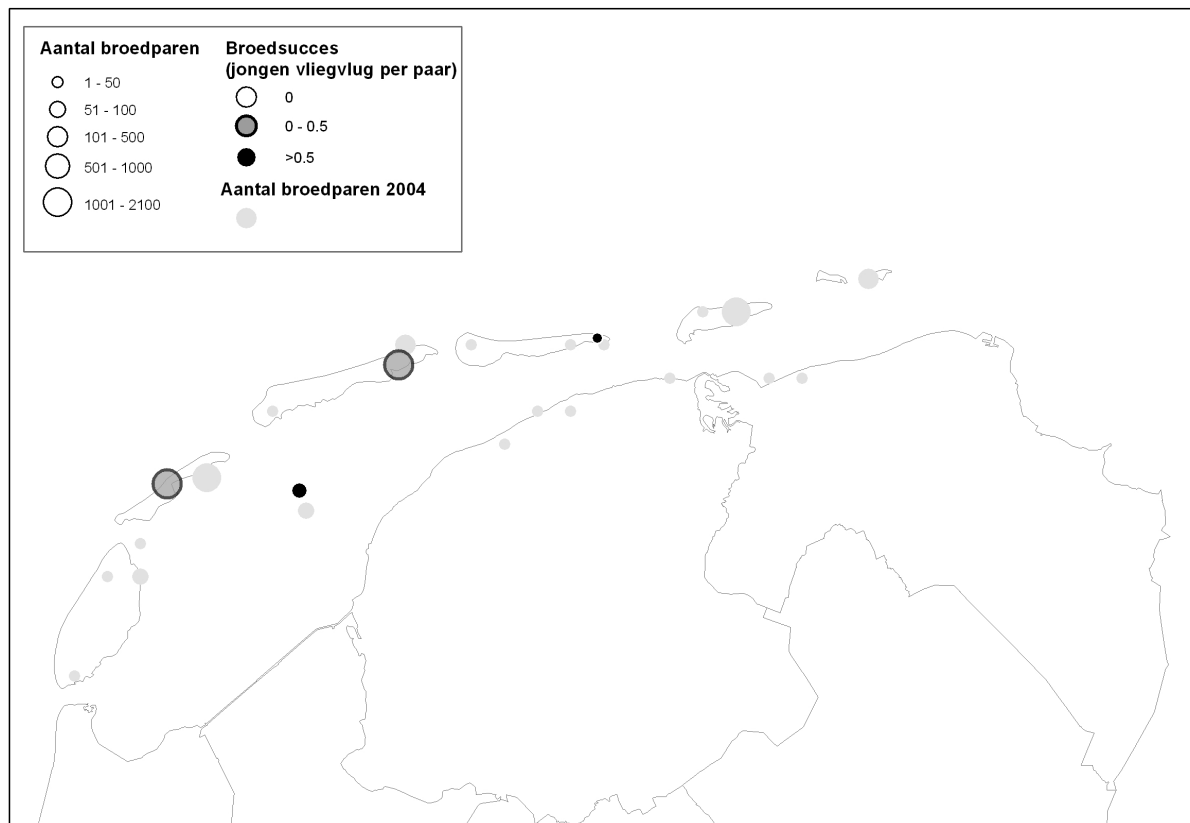 Aantal broedparen
1 - 50
51 - 100
101 - 500
501 - 1000
1001 - 2100
Broedsucces
(jongen vliegvlug per paar)
0
0 - 0.5
>0.5
Aantal broedparen 2004